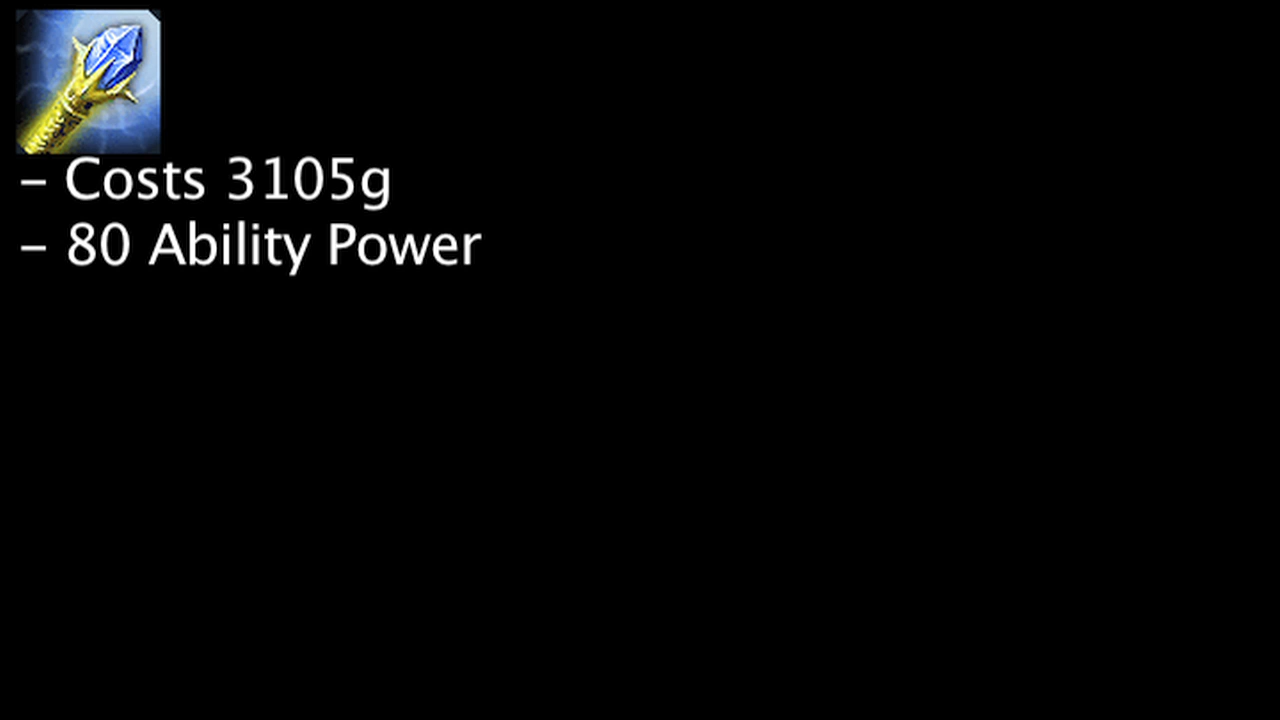 – Costs 3105g
– 80 Ability Power